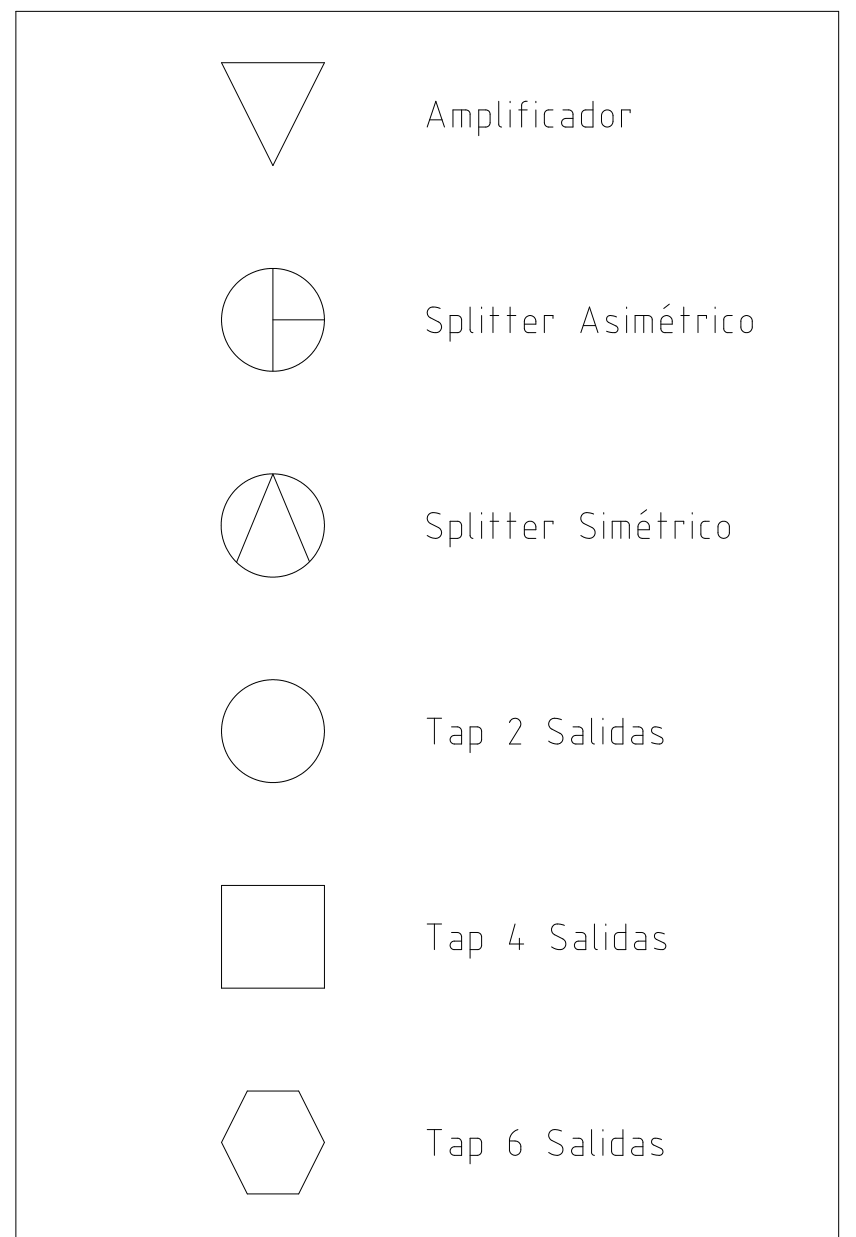 Amplificador
Splitter Asimétrico
Splitter Simétrico
Tap 2 Salidas
Tap 4 Salidas
Tap 6 Salidas